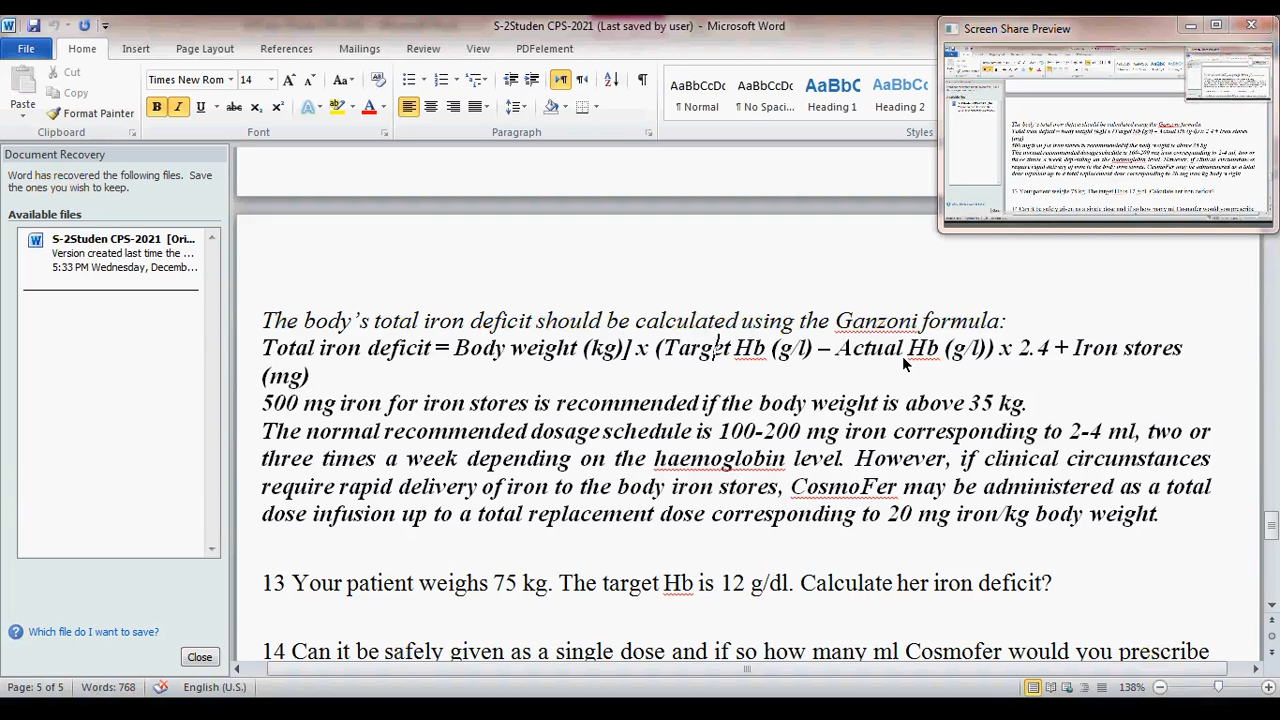 S-2Studen CPS-2021 (Last saved by user) - Microsoft Word
Screen Share Preview
File Home Insert Page Layout References Mailings Review View PDFelement
Cut
Copy
Paste
Format Painter
Times New Rom 14
AaBbCcDc AaBbCcDc AaBbC AaBbCc
¶ Normal ¶ No Spaci... Heading 1 Heading 2
Clipboard Font Paragraph Styles
Document Recovery
Word has recovered the following files. Save
the ones you wish to keep.
Available files
S-2Studen CPS-2021 [Ori...
Version created last time the ...
5:33 PM Wednesday, Decemb...
The body's total iron deficit should be calculated using the Ganzoni formula:
Total iron deficit = Body weight (kg)] x (Target Hb (g/l) – Actual Hb (g/l)) x 2.4 + Iron stores
(mg)
500 mg iron for iron stores is recommended if the body weight is above 35 kg.
The normal recommended dosage schedule is 100-200 mg iron corresponding to 2-4 ml, two or
three times a week depending on the haemoglobin level. However, if clinical circumstances
require rapid delivery of iron to the body iron stores, CosmoFer may be administered as a total
dose infusion up to a total replacement dose corresponding to 20 mg iron/kg body weight.
13 Your patient weighs 75 kg. The target Hb is 12 g/dl. Calculate her iron deficit?
14 Can it be safely given as a single dose and if so how many ml Cosmofer would you prescribe
Which file do I want to save?
Close
Page: 5 of 5 Words: 768 English (U.S.) 138%